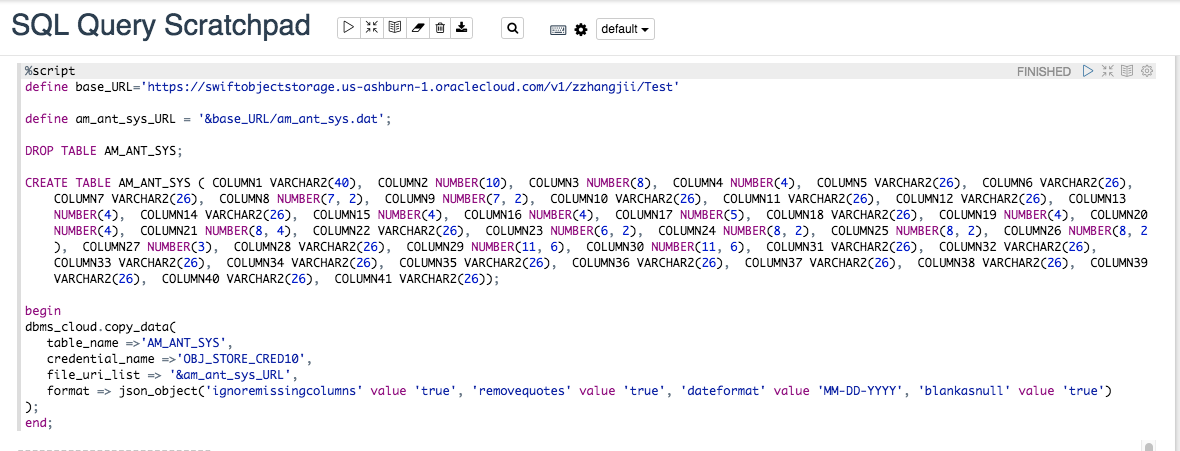 SQL Query Scratchpad
default
%script
FINISHED
define base_URL='https://swiftobjectstorage.us-ashburn-1.oraclecloud.com/v1/zzhangjii/Test'
define am_ant_sys_URL = '&base_URL/am_ant_sys.dat';
DROP TABLE AM_ANT_SYS;
CREATE TABLE AM_ANT_SYS ( COLUMN1 VARCHAR2(40),  COLUMN2 NUMBER(10),  COLUMN3 NUMBER(8),  COLUMN4 NUMBER(4),  COLUMN5 VARCHAR2(26),  COLUMN6 VARCHAR2(26),
COLUMN7 VARCHAR2(26),  COLUMN8 NUMBER(7, 2),  COLUMN9 NUMBER(7, 2),  COLUMN10 VARCHAR2(26),  COLUMN11 VARCHAR2(26),  COLUMN12 VARCHAR2(26),  COLUMN13
NUMBER(4),  COLUMN14 VARCHAR2(26),  COLUMN15 NUMBER(4),  COLUMN16 NUMBER(4),  COLUMN17 NUMBER(5),  COLUMN18 VARCHAR2(26),  COLUMN19 NUMBER(4),  COLUMN20
NUMBER(4),  COLUMN21 NUMBER(8, 4),  COLUMN22 VARCHAR2(26),  COLUMN23 NUMBER(6, 2),  COLUMN24 NUMBER(8, 2),  COLUMN25 NUMBER(8, 2),  COLUMN26 NUMBER(8, 2
),  COLUMN27 NUMBER(3),  COLUMN28 VARCHAR2(26),  COLUMN29 NUMBER(11, 6),  COLUMN30 NUMBER(11, 6),  COLUMN31 VARCHAR2(26),  COLUMN32 VARCHAR2(26),
COLUMN33 VARCHAR2(26),  COLUMN34 VARCHAR2(26),  COLUMN35 VARCHAR2(26),  COLUMN36 VARCHAR2(26),  COLUMN37 VARCHAR2(26),  COLUMN38 VARCHAR2(26),  COLUMN39
VARCHAR2(26),  COLUMN40 VARCHAR2(26),  COLUMN41 VARCHAR2(26));
begin
dbms_cloud.copy_data(
table_name =>'AM_ANT_SYS',
credential_name =>'OBJ_STORE_CRED10',
file_uri_list => '&am_ant_sys_URL',
format => json_object('ignoremissingcolumns' value 'true', 'removequotes' value 'true', 'dateformat' value 'MM-DD-YYYY', 'blankasnull' value 'true')
);
end;
---------------------------